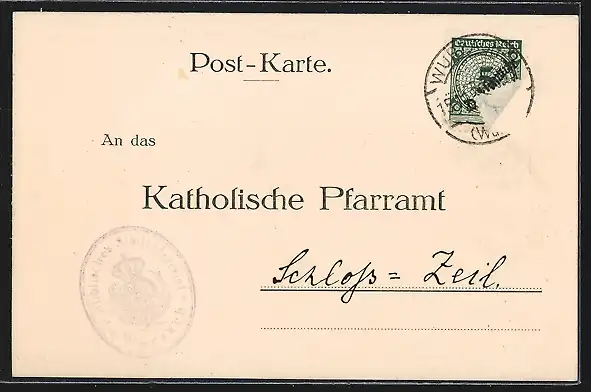 Deutsches Reich
Post-Karte.
An das
Katholische Pfarramt
Schloß=Zeil.